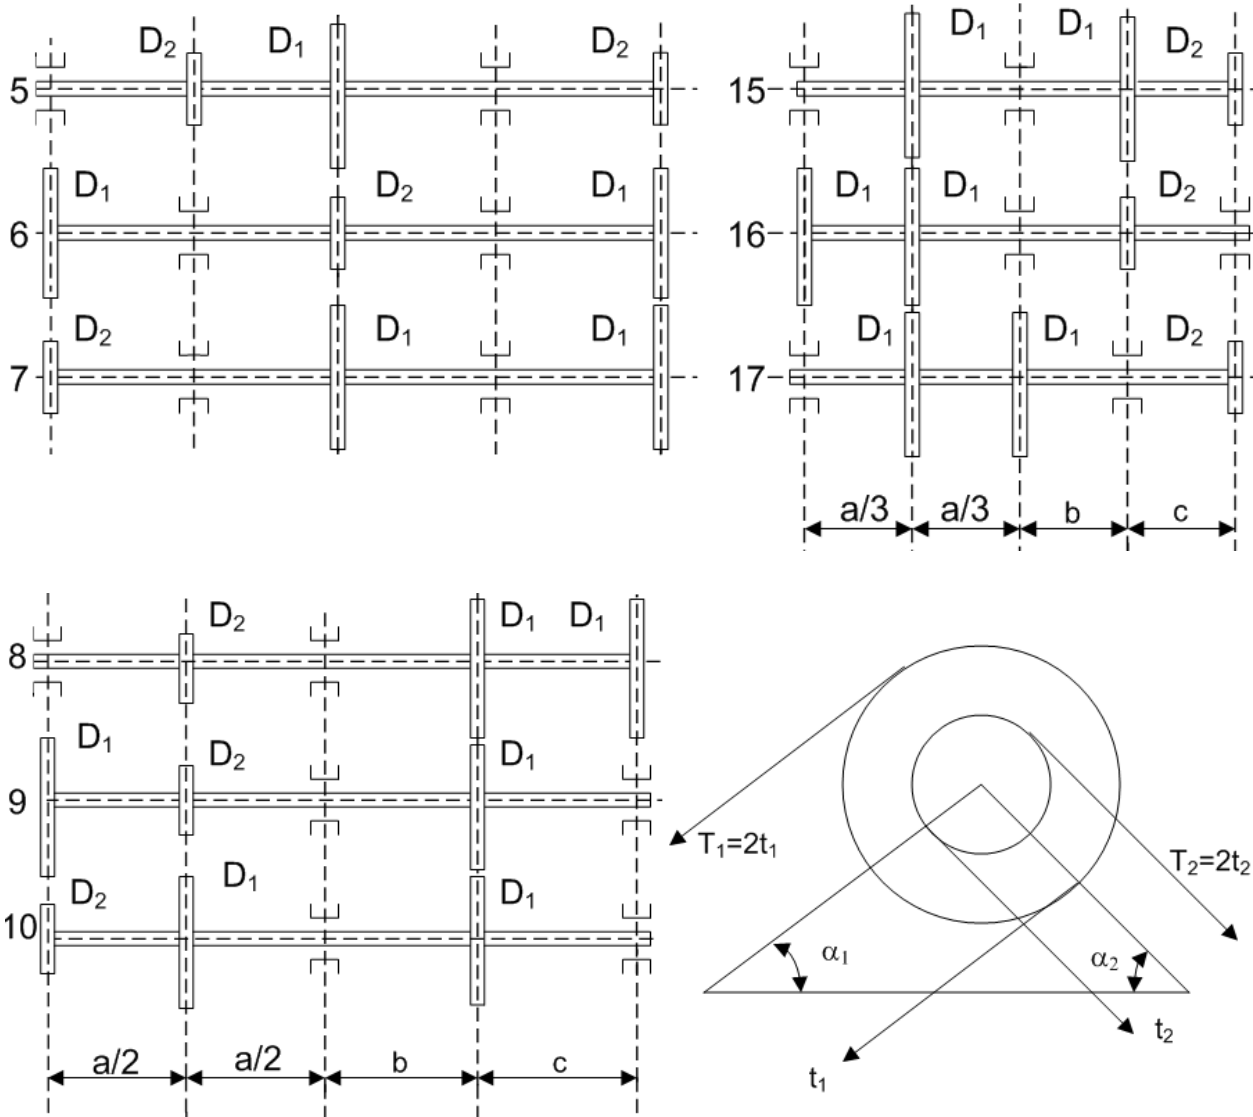 D₂ D₁ D₂
5
D₁ D₂ D₁
6
D₂ D₁ D₁
7
D₁ D₁ D₂
15
D₁ D₁ D₂
16
D₁ D₁ D₂
17
a/3 a/3 b c
D₂ D₁ D₁
8
D₁ D₂ D₁
9
D₂ D₁ D₁
10
a/2 a/2 b c
T₁=2t₁
T₂=2t₂
α₁ α₂
t₂
t₁